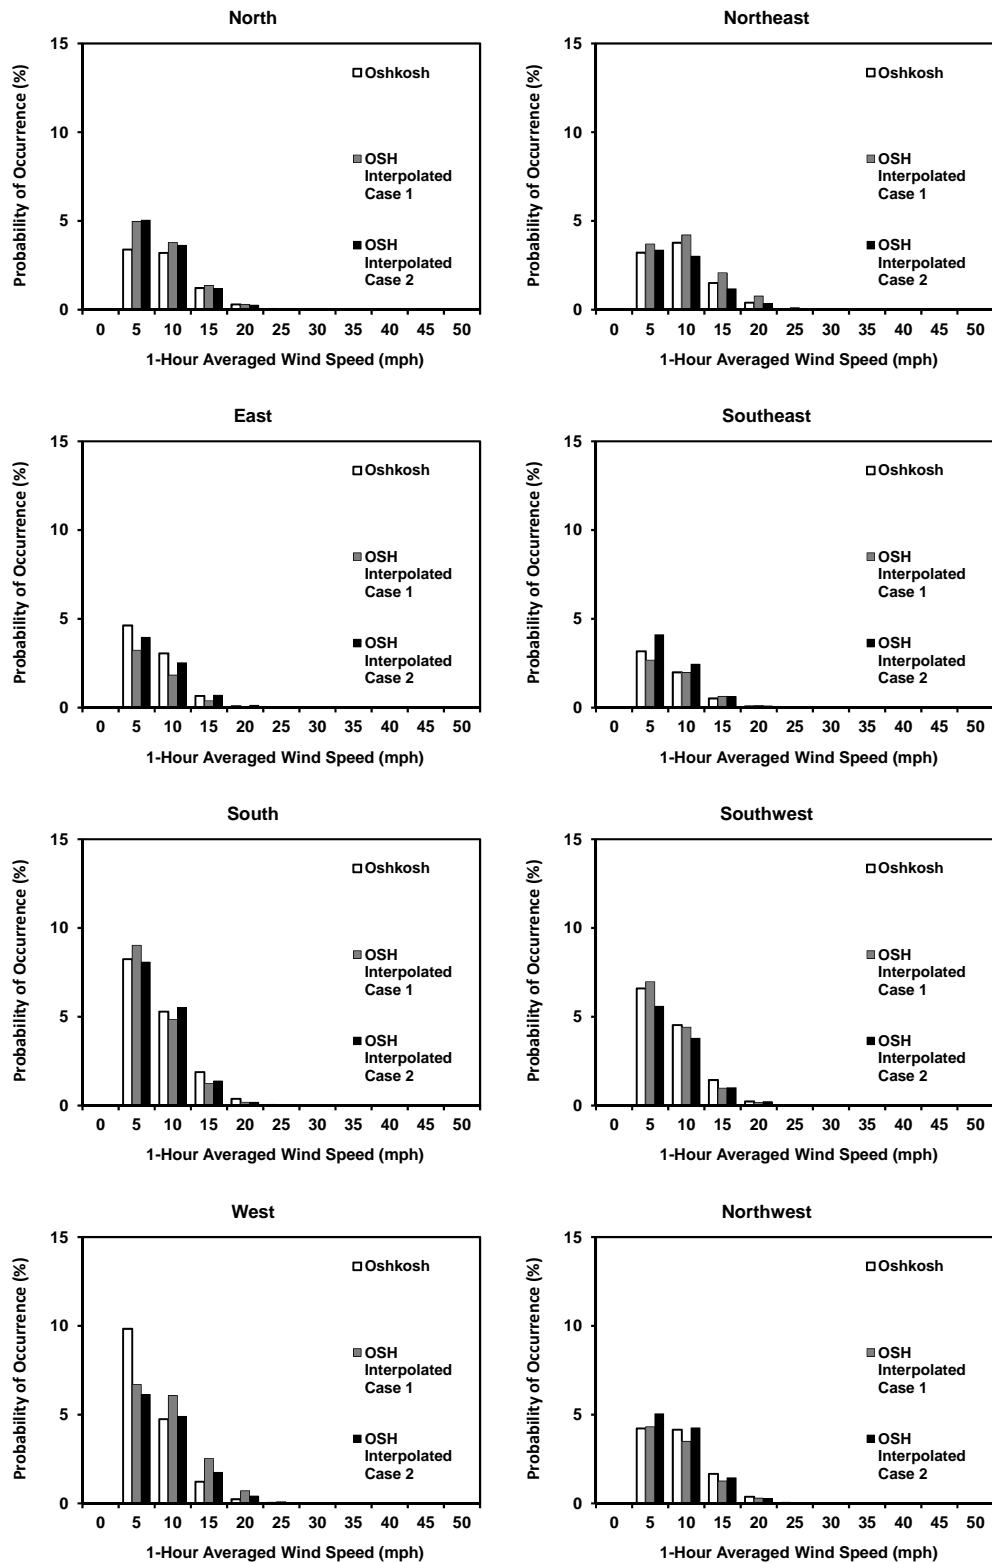 North
Probability of Occurrence (%)
15
10
5
0
Oshkosh
OSH
Interpolated
Case 1
OSH
Interpolated
Case 2
0 5 10 15 20 25 30 35 40 45 50
1-Hour Averaged Wind Speed (mph)
Northeast
Probability of Occurrence (%)
15
10
5
0
Oshkosh
OSH
Interpolated
Case 1
OSH
Interpolated
Case 2
0 5 10 15 20 25 30 35 40 45 50
1-Hour Averaged Wind Speed (mph)
East
Probability of Occurrence (%)
15
10
5
0
Oshkosh
OSH
Interpolated
Case 1
OSH
Interpolated
Case 2
0 5 10 15 20 25 30 35 40 45 50
1-Hour Averaged Wind Speed (mph)
Southeast
Probability of Occurrence (%)
15
10
5
0
Oshkosh
OSH
Interpolated
Case 1
OSH
Interpolated
Case 2
0 5 10 15 20 25 30 35 40 45 50
1-Hour Averaged Wind Speed (mph)
South
Probability of Occurrence (%)
15
10
5
0
Oshkosh
OSH
Interpolated
Case 1
OSH
Interpolated
Case 2
0 5 10 15 20 25 30 35 40 45 50
1-Hour Averaged Wind Speed (mph)
Southwest
Probability of Occurrence (%)
15
10
5
0
Oshkosh
OSH
Interpolated
Case 1
OSH
Interpolated
Case 2
0 5 10 15 20 25 30 35 40 45 50
1-Hour Averaged Wind Speed (mph)
West
Probability of Occurrence (%)
15
10
5
0
Oshkosh
OSH
Interpolated
Case 1
OSH
Interpolated
Case 2
0 5 10 15 20 25 30 35 40 45 50
1-Hour Averaged Wind Speed (mph)
Northwest
Probability of Occurrence (%)
15
10
5
0
Oshkosh
OSH
Interpolated
Case 1
OSH
Interpolated
Case 2
0 5 10 15 20 25 30 35 40 45 50
1-Hour Averaged Wind Speed (mph)